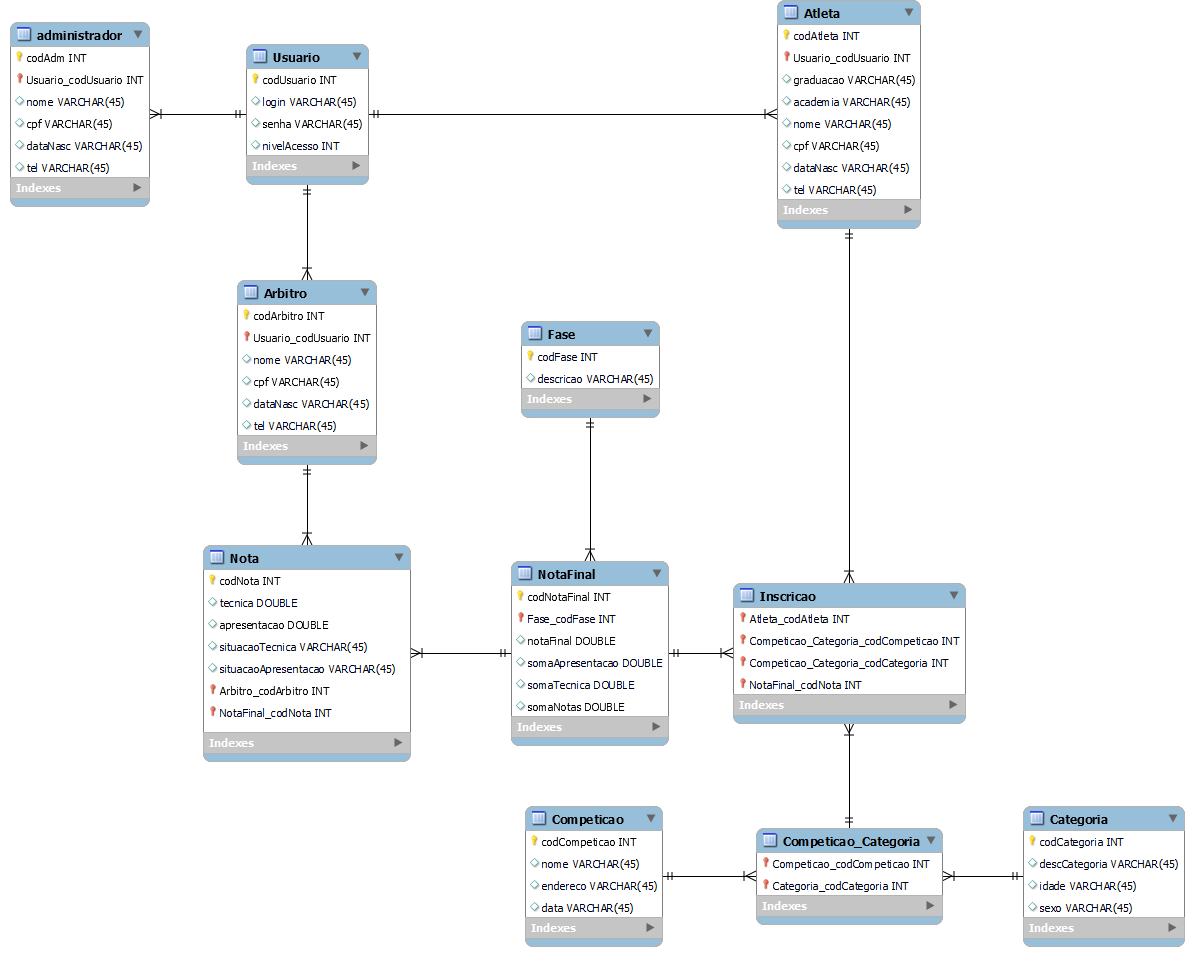 administrador
codAdm INT
Usuario_codUsuario INT
nome VARCHAR(45)
cpf VARCHAR(45)
dataNasc VARCHAR(45)
tel VARCHAR(45)
Indexes
Usuario
codUsuario INT
login VARCHAR(45)
senha VARCHAR(45)
nivelAcesso INT
Indexes
Atleta
codAtleta INT
Usuario_codUsuario INT
graduacao VARCHAR(45)
academia VARCHAR(45)
nome VARCHAR(45)
cpf VARCHAR(45)
dataNasc VARCHAR(45)
tel VARCHAR(45)
Indexes
Arbitro
codArbitro INT
Usuario_codUsuario INT
nome VARCHAR(45)
cpf VARCHAR(45)
dataNasc VARCHAR(45)
tel VARCHAR(45)
Indexes
Fase
codFase INT
descricao VARCHAR(45)
Indexes
Nota
codNota INT
tecnica DOUBLE
apresentacao DOUBLE
situacaoTecnica VARCHAR(45)
situacaoApresentacao VARCHAR(45)
Arbitro_codArbitro INT
NotaFinal_codNota INT
Indexes
NotaFinal
codNotaFinal INT
Fase_codFase INT
notaFinal DOUBLE
somaApresentacao DOUBLE
somaTecnica DOUBLE
somaNotas DOUBLE
Indexes
Inscricao
Atleta_codAtleta INT
Competicao_Categoria_codCompeticao INT
Competicao_Categoria_codCategoria INT
NotaFinal_codNota INT
Indexes
Competicao
codCompeticao INT
nome VARCHAR(45)
endereco VARCHAR(45)
data VARCHAR(45)
Indexes
Competicao_Categoria
Competicao_codCompeticao INT
Categoria_codCategoria INT
Indexes
Categoria
codCategoria INT
descCategoria VARCHAR(45)
idade VARCHAR(45)
sexo VARCHAR(45)
Indexes